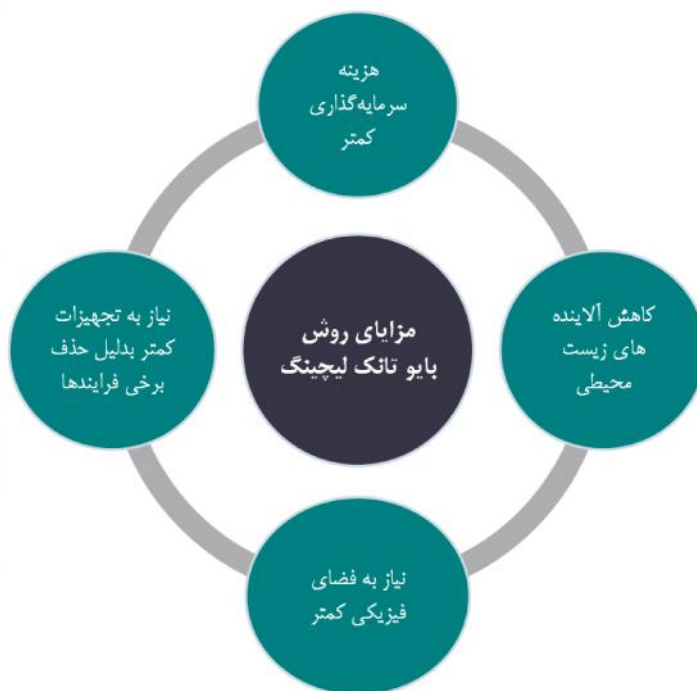 هزینه
سرمایه‌گذاری
کمتر
نیاز به تجهیزات
کمتر بدلیل حذف
برخی فرایندها
مزایای روش
بایو تانک لیچینگ
کاهش آلاینده
های زیست
محیطی
نیاز به فضای
فیزیکی کمتر